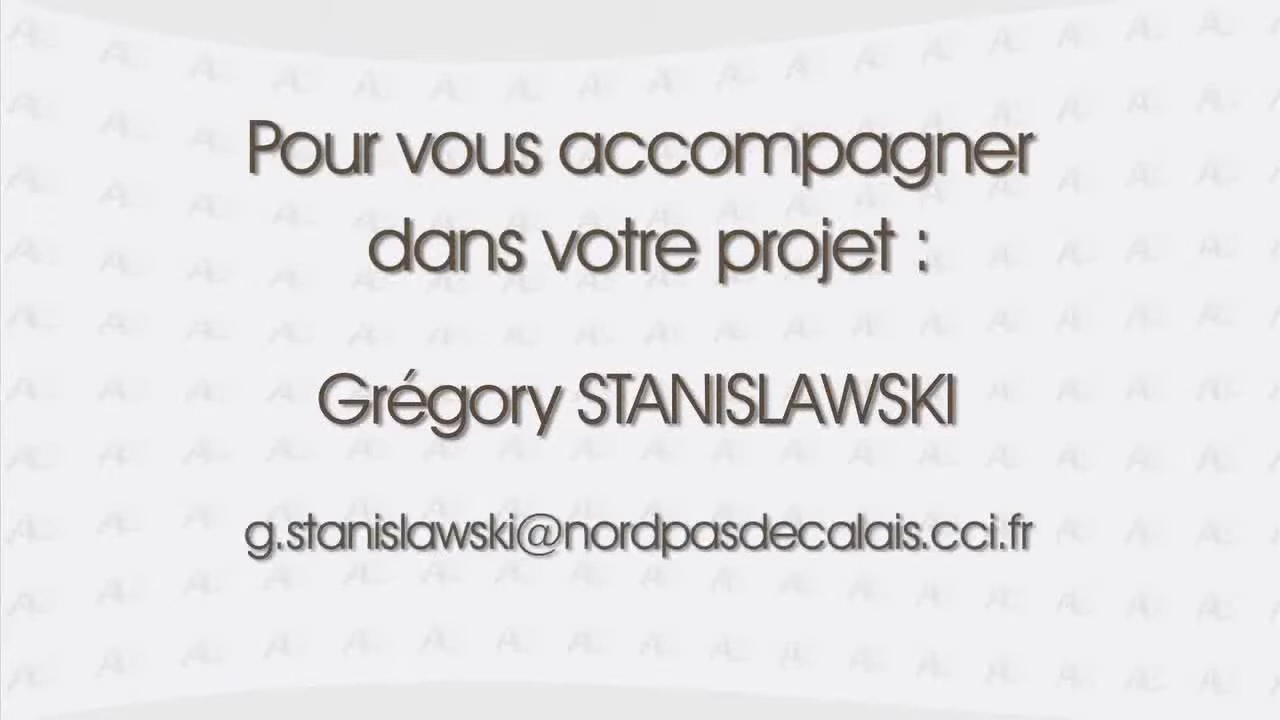 Pour vous accompagner
dans votre projet :
Grégory STANISLAWSKI
g.stanislawski@nordpasdecalais.cci.fr